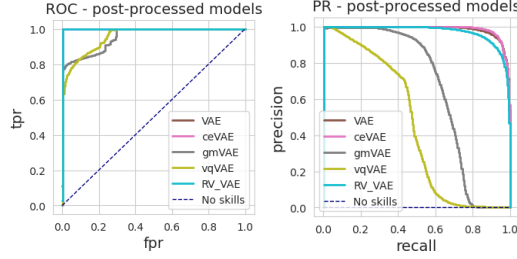 ROC - post-processed models
tpr
1.0
0.8
0.6
0.4
0.2
0.0
VAE
ceVAE
gmVAE
vqVAE
RV_VAE
No skills
0.0 0.2 0.4 0.6 0.8 1.0
fpr
PR - post-processed models
precision
1.0
0.8
0.6
0.4
0.2
0.0
VAE
ceVAE
gmVAE
vqVAE
RV_VAE
No skills
0.0 0.2 0.4 0.6 0.8 1.0
recall